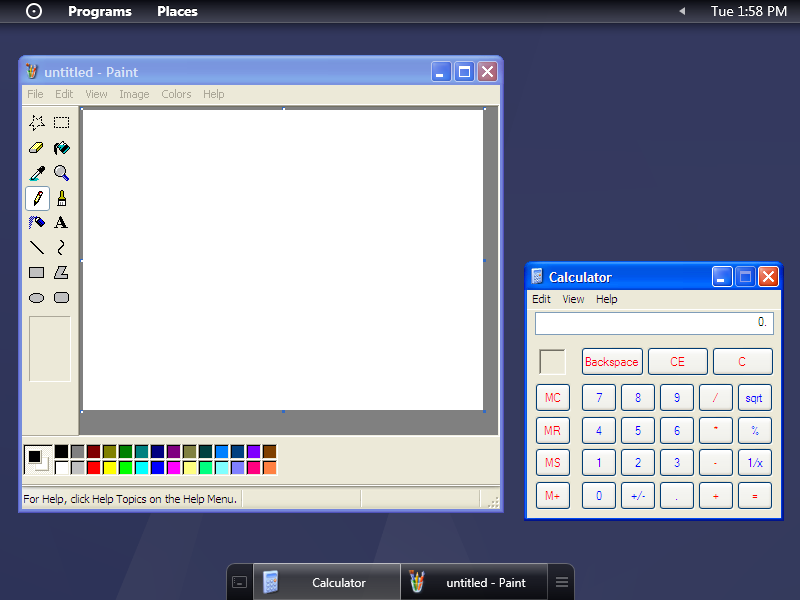 Programs Places Tue 1:58 PM
untitled - Paint
File Edit View Image Colors Help
A
For Help, click Help Topics on the Help Menu.
Calculator
Edit View Help
0.
Backspace CE C
MC 7 8 9 / sqrt
MR 4 5 6 * %
MS 1 2 3 - 1/x
M+ 0 +/- . + =
Calculator untitled - Paint